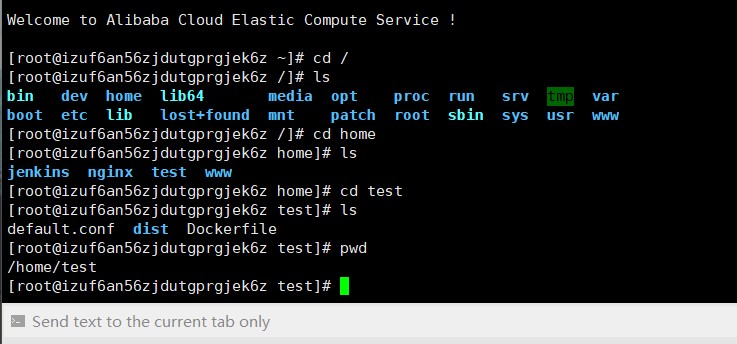 Welcome to Alibaba Cloud Elastic Compute Service !
[root@izuf6an56zjdutgprgjek6z ~]# cd /
[root@izuf6an56zjdutgprgjek6z /]# ls
bin dev home lib64 media opt proc run srv tmp var
boot etc lib lost+found mnt patch root sbin sys usr www
[root@izuf6an56zjdutgprgjek6z /]# cd home
[root@izuf6an56zjdutgprgjek6z home]# ls
jenkins nginx test www
[root@izuf6an56zjdutgprgjek6z home]# cd test
[root@izuf6an56zjdutgprgjek6z test]# ls
default.conf dist Dockerfile
[root@izuf6an56zjdutgprgjek6z test]# pwd
/home/test
[root@izuf6an56zjdutgprgjek6z test]#
Send text to the current tab only